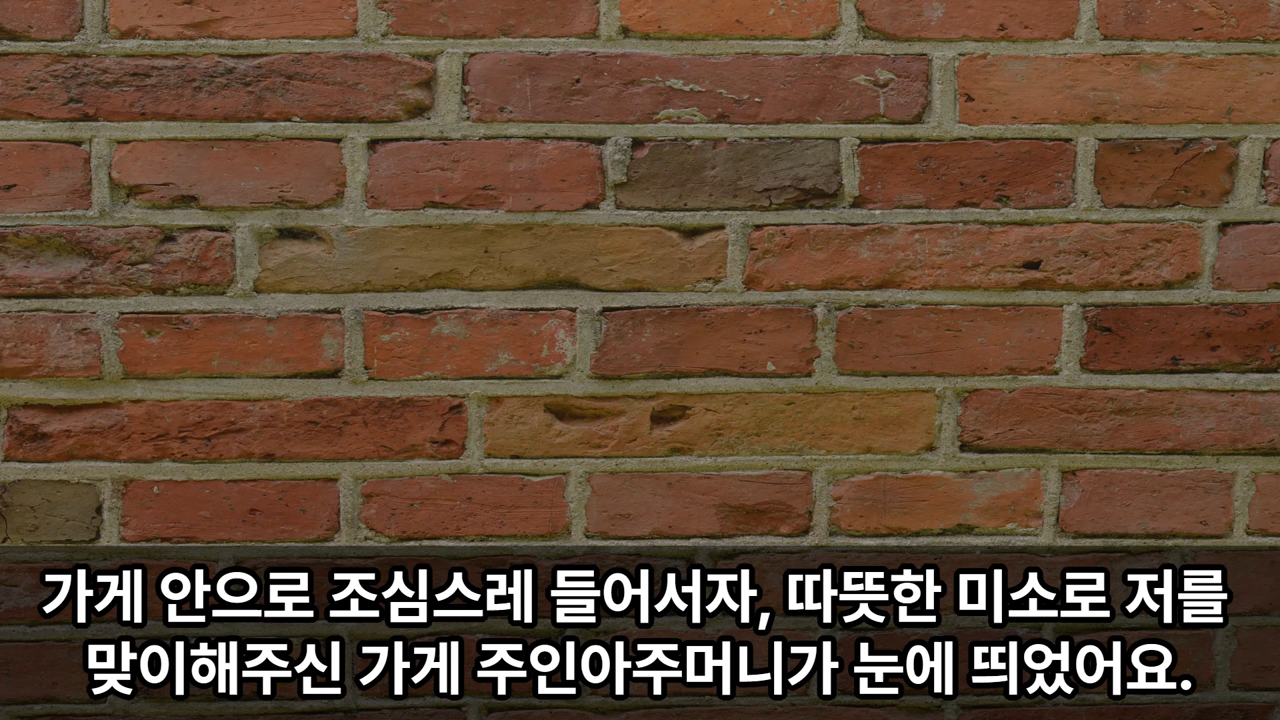 가게 안으로 조심스레 들어서자, 따뜻한 미소로 저를
맞이해주신 가게 주인아주머니가 눈에 띄었어요.